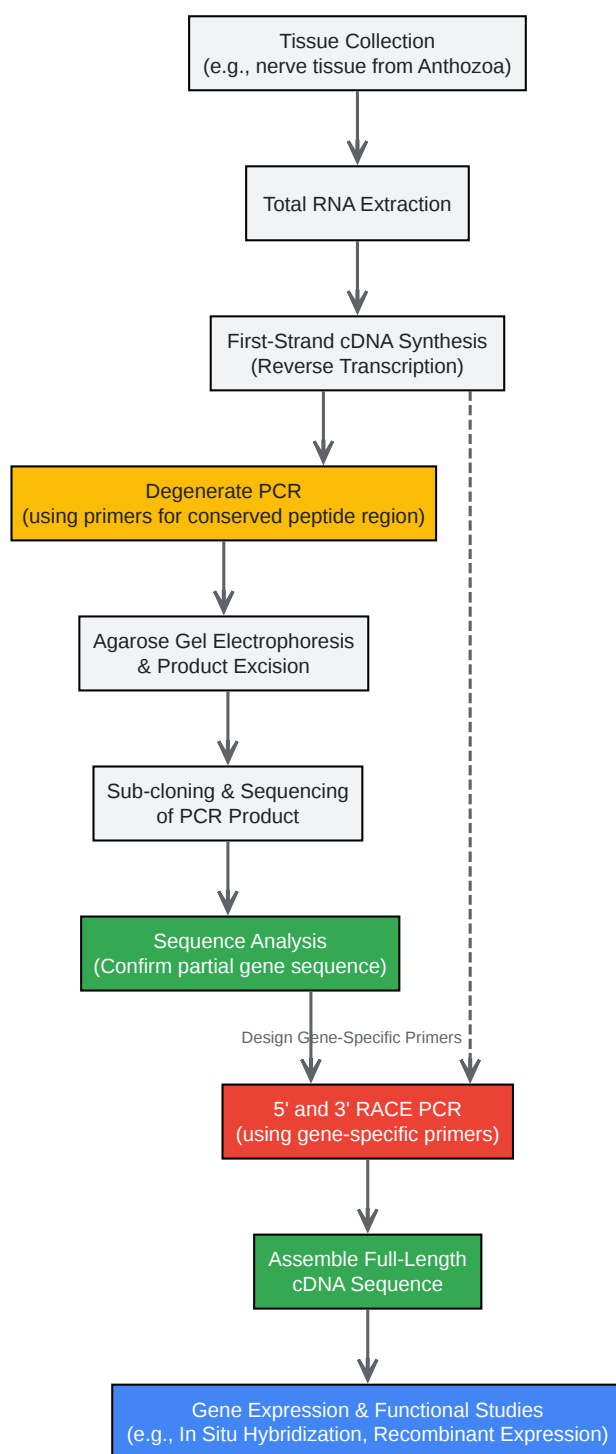 Tissue Collection
(e.g., nerve tissue from Anthozoa)
Total RNA Extraction
First-Strand cDNA Synthesis
(Reverse Transcription)
Degenerate PCR
(using primers for conserved peptide region)
Agarose Gel Electrophoresis
& Product Excision
Sub-cloning & Sequencing
of PCR Product
Sequence Analysis
(Confirm partial gene sequence)
Design Gene-Specific Primers
5' and 3' RACE PCR
(using gene-specific primers)
Assemble Full-Length
cDNA Sequence
Gene Expression & Functional Studies
(e.g., In Situ Hybridization, Recombinant Expression)